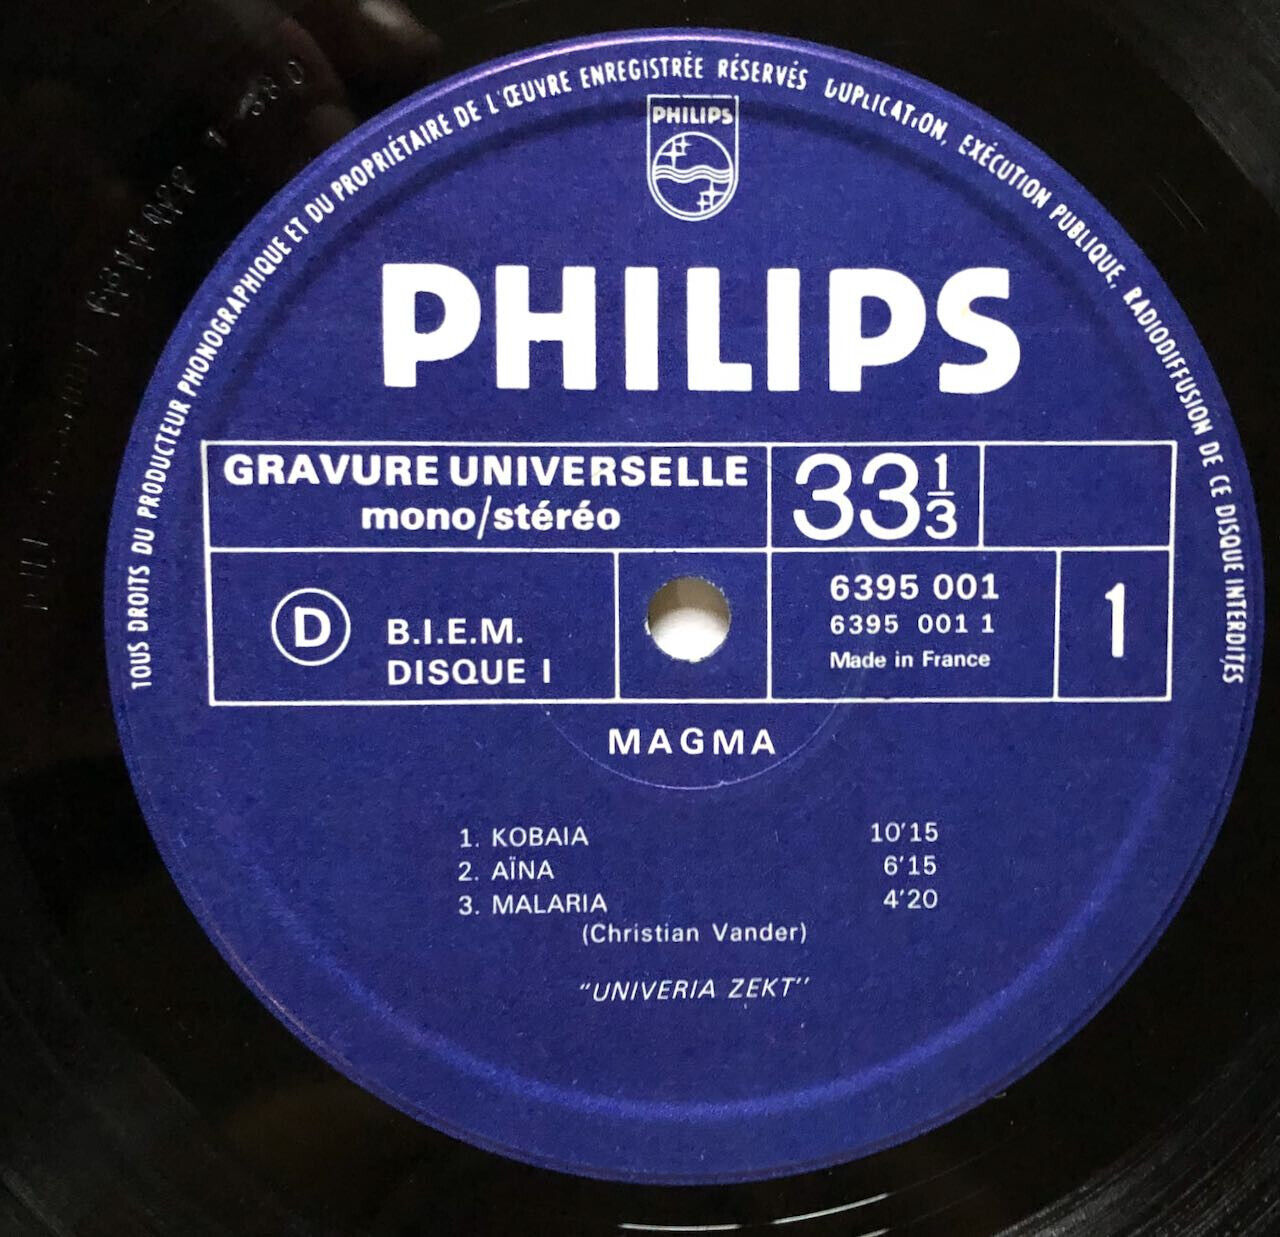 TOUS DROITS DU PRODUCTEUR PHONOGRAPHIQUE ET DU PROPRIÉTAIRE DE L'ŒUVRE ENREGISTRÉE RÉSERVÉS DUPLICATION, EXÉCUTION PUBLIQUE, RADIODIFFUSION DE CE DISQUE INTERDITES
PHILIPS
PHILIPS
GRAVURE UNIVERSELLE
mono/stéréo
33 1/3
D
B.I.E.M.
DISQUE I
6395 001
6395 001 1
Made in France
1
MAGMA
1. KOBAIA 10'15
2. AÏNA 6'15
3. MALARIA 4'20
(Christian Vander)
"UNIVERIA ZEKT"